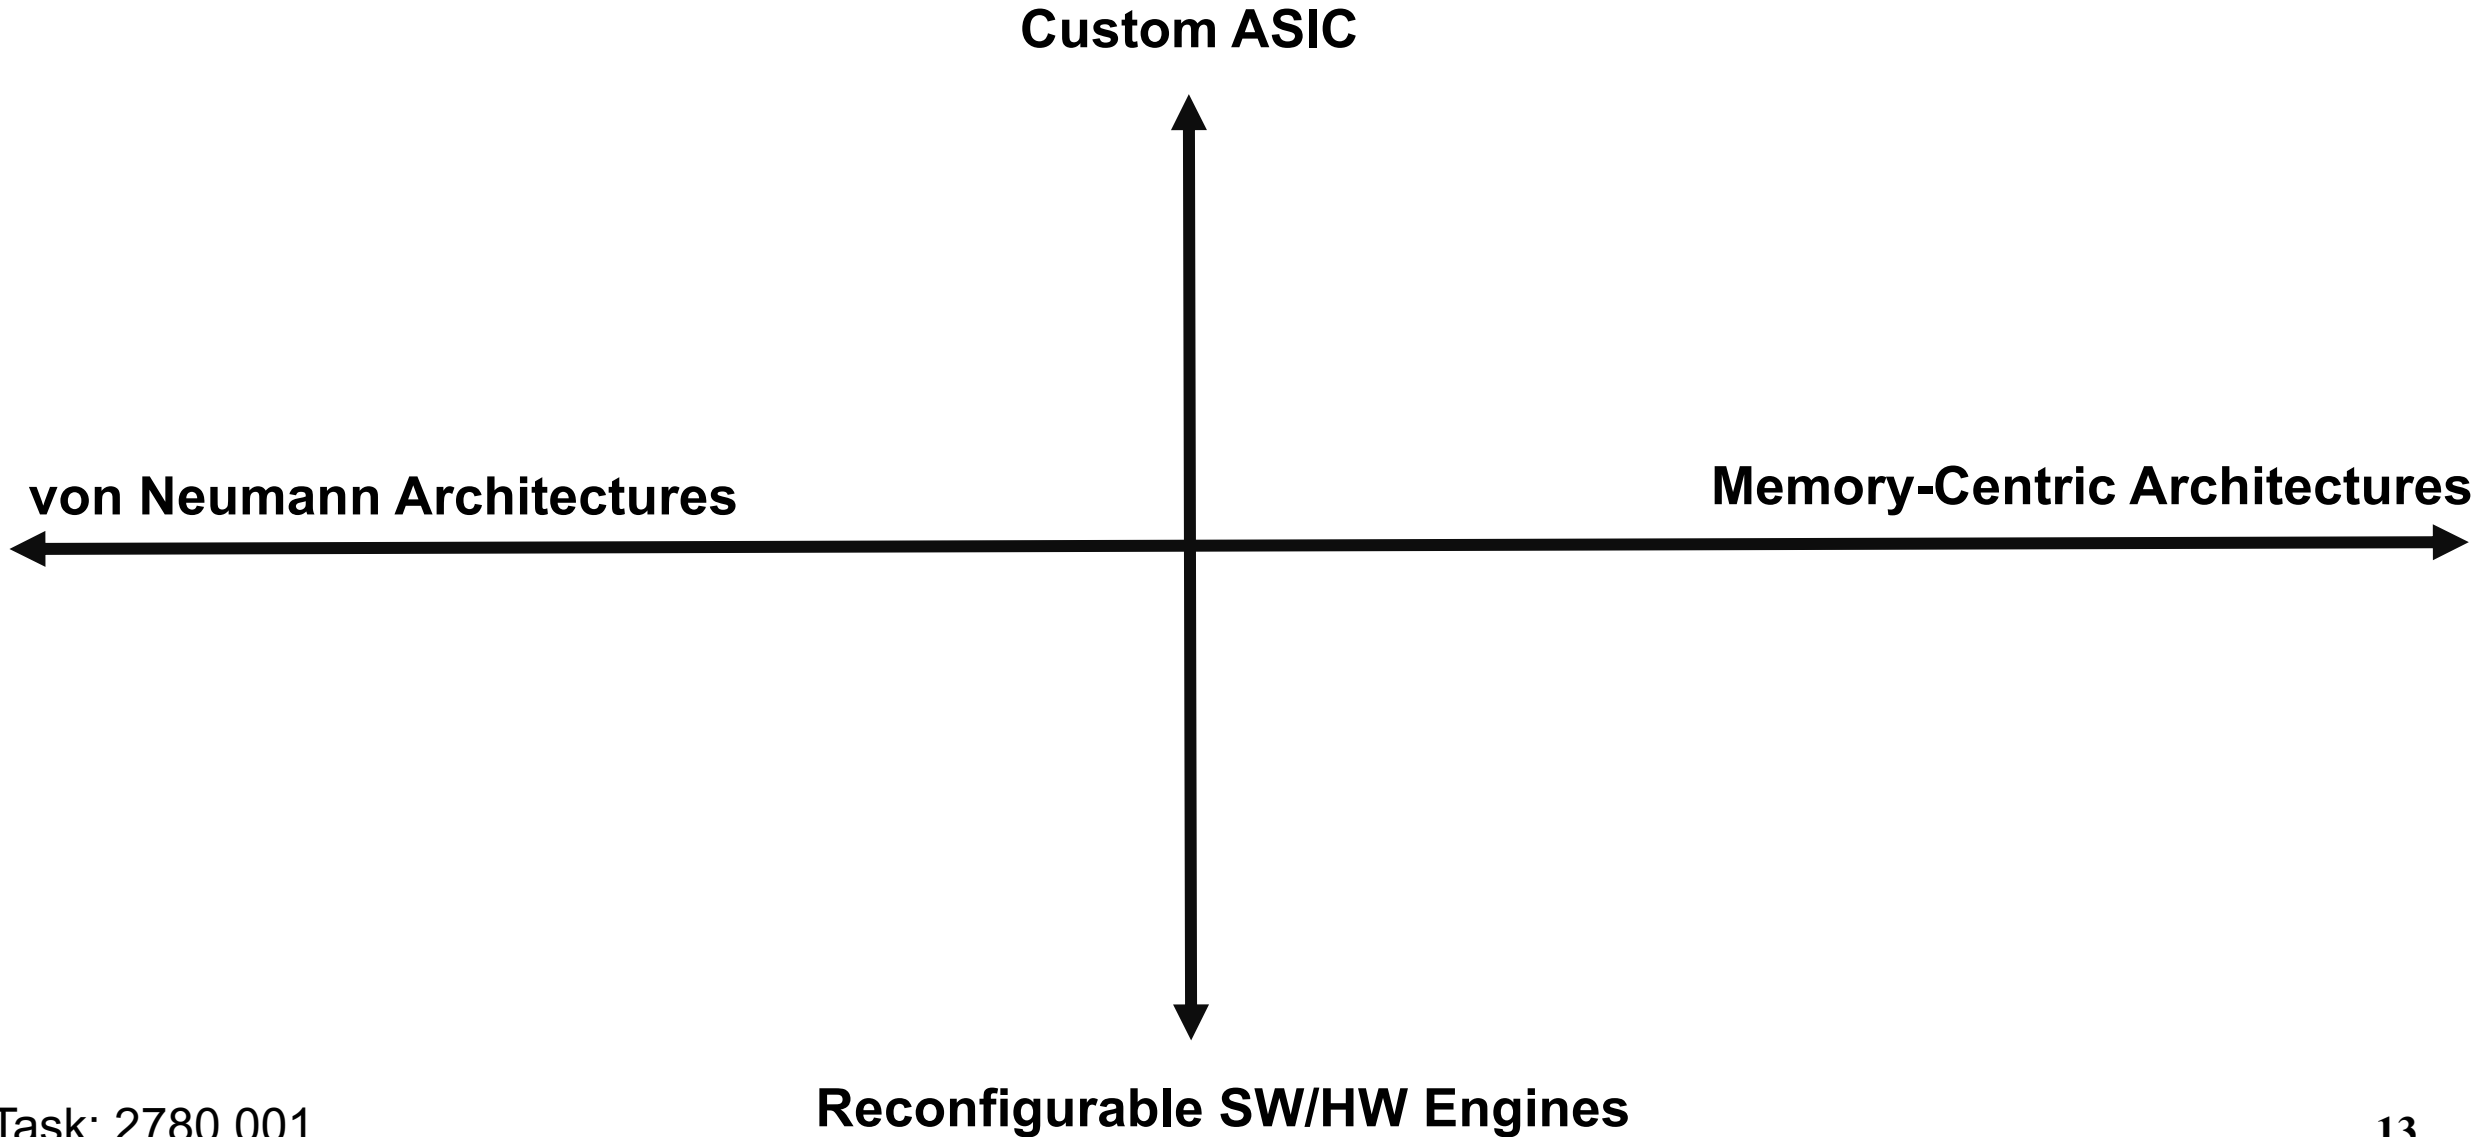 Custom ASIC
von Neumann Architectures
Memory-Centric Architectures
Reconfigurable SW/HW Engines
Task: 2780.001
13